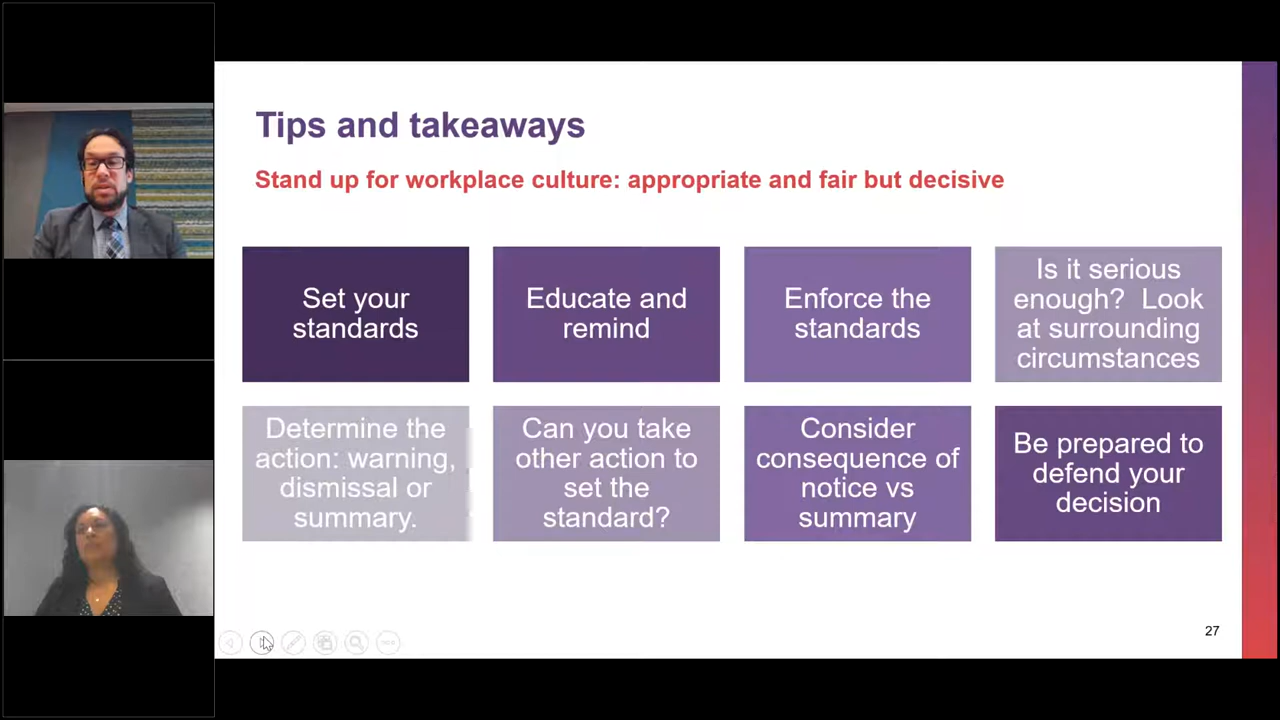 Tips and takeaways
Stand up for workplace culture: appropriate and fair but decisive
Set your
standards
Educate and
remind
Enforce the
standards
Is it serious
enough?  Look
at surrounding
circumstances
Determine the
action: warning,
dismissal or
summary.
Can you take
other action to
set the
standard?
Consider
consequence of
notice vs
summary
Be prepared to
defend your
decision
27